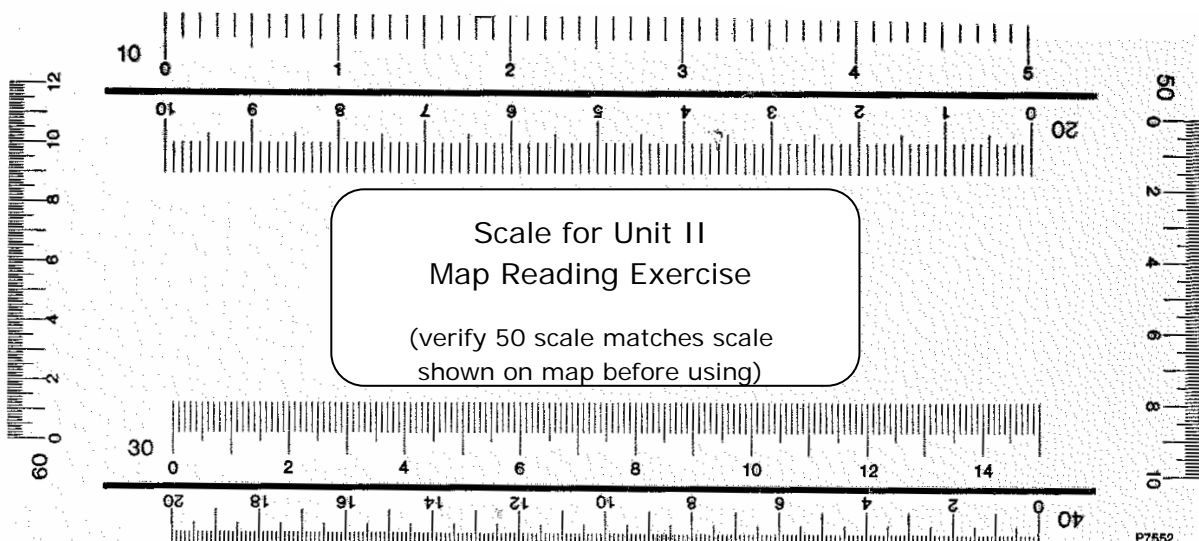 10
0 1 2 3 4 5
10 9 8 7 6 5 4 3 2 1 0 20
12 10 8 6 4 2 0 60
50 0 2 4 6 8 10
Scale for Unit II
Map Reading Exercise
(verify 50 scale matches scale
shown on map before using)
30 0 2 4 6 8 10 12 14
20 18 16 14 12 10 8 6 4 2 0 40
P7552